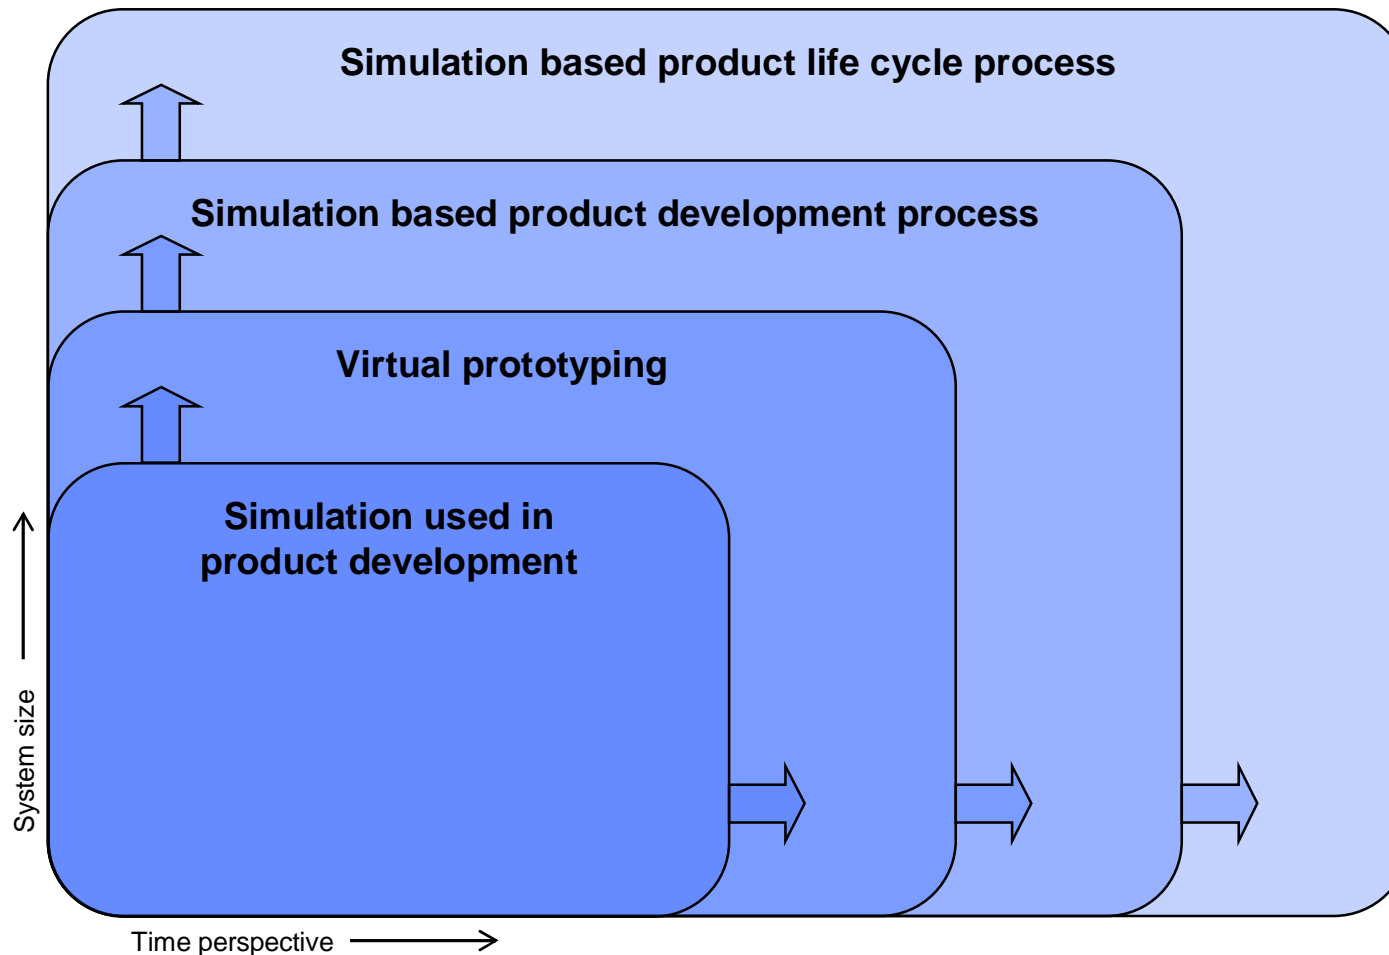 Simulation based product life cycle process
Simulation based product development process
Virtual prototyping
Simulation used in
product development
System size
Time perspective